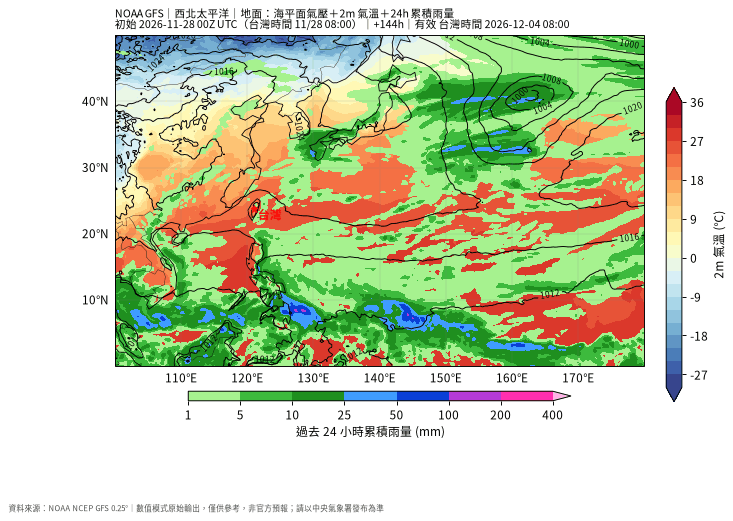 NOAA GFS｜西北太平洋｜地面：海平面氣壓＋2m 氣溫＋24h 累積雨量
初始 2026-11-28 00Z UTC（台灣時間 11/28 08:00）｜+144h｜有效 台灣時間 2026-12-04 08:00
1016
1004
1000
1008
1000
1004
1020
40°N
30°N
20°N
10°N
台灣
1016
1012
1012
110°E 120°E 130°E 140°E 150°E 160°E 170°E
36
27
18
9
0
-9
-18
-27
2m 氣溫 (°C)
1 5 10 25 50 100 200 400
過去 24 小時累積雨量 (mm)
資料來源：NOAA NCEP GFS 0.25°｜數值模式原始輸出，僅供參考，非官方預報；請以中央氣象署發布為準